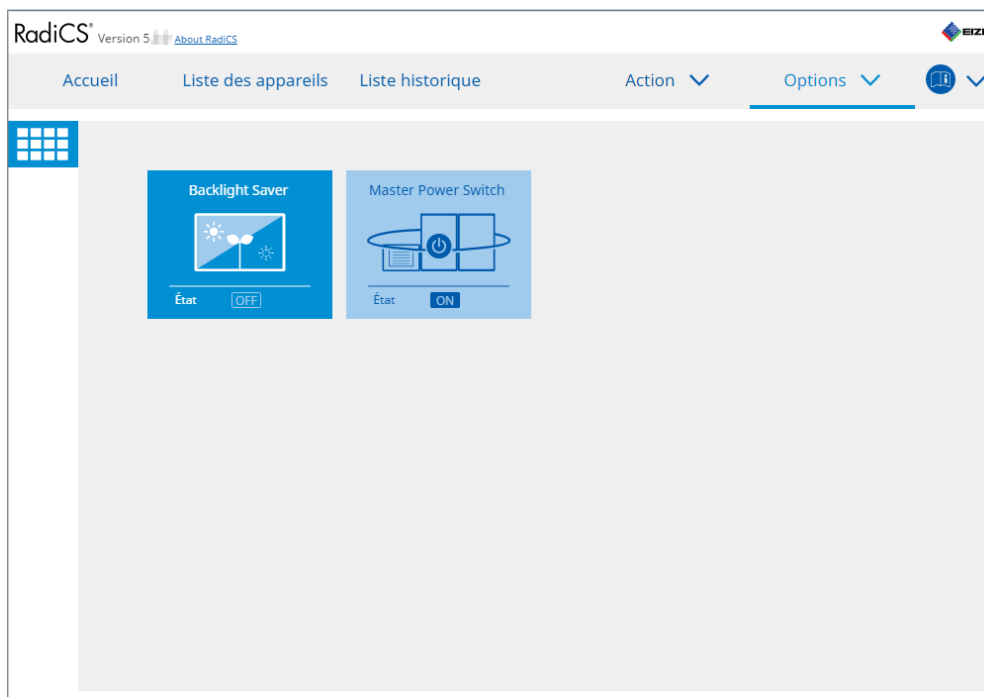 RadiCS® Version 5. About RadiCS
EIZ
Accueil Liste des appareils Liste historique Action Options
Backlight Saver Master Power Switch
État OFF État ON